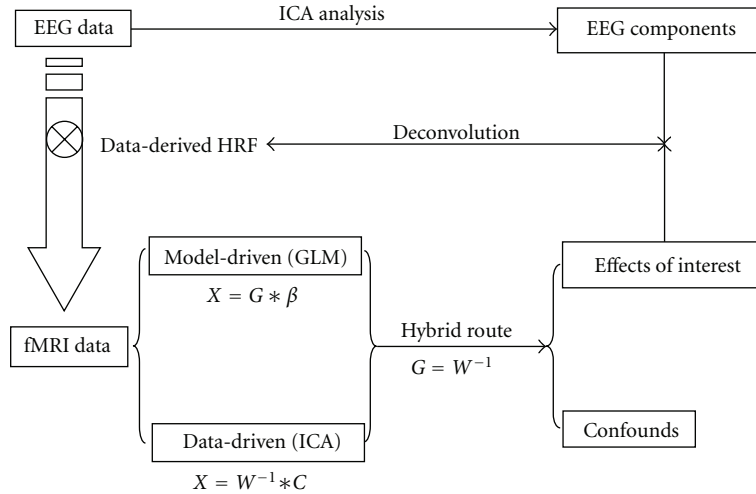 EEG data
ICA analysis
EEG components
Data-derived HRF
Deconvolution
Model-driven (GLM)
X = G ∗ β
Effects of interest
fMRI data
Hybrid route
G = W⁻¹
Data-driven (ICA)
X = W⁻¹ ∗ C
Confounds